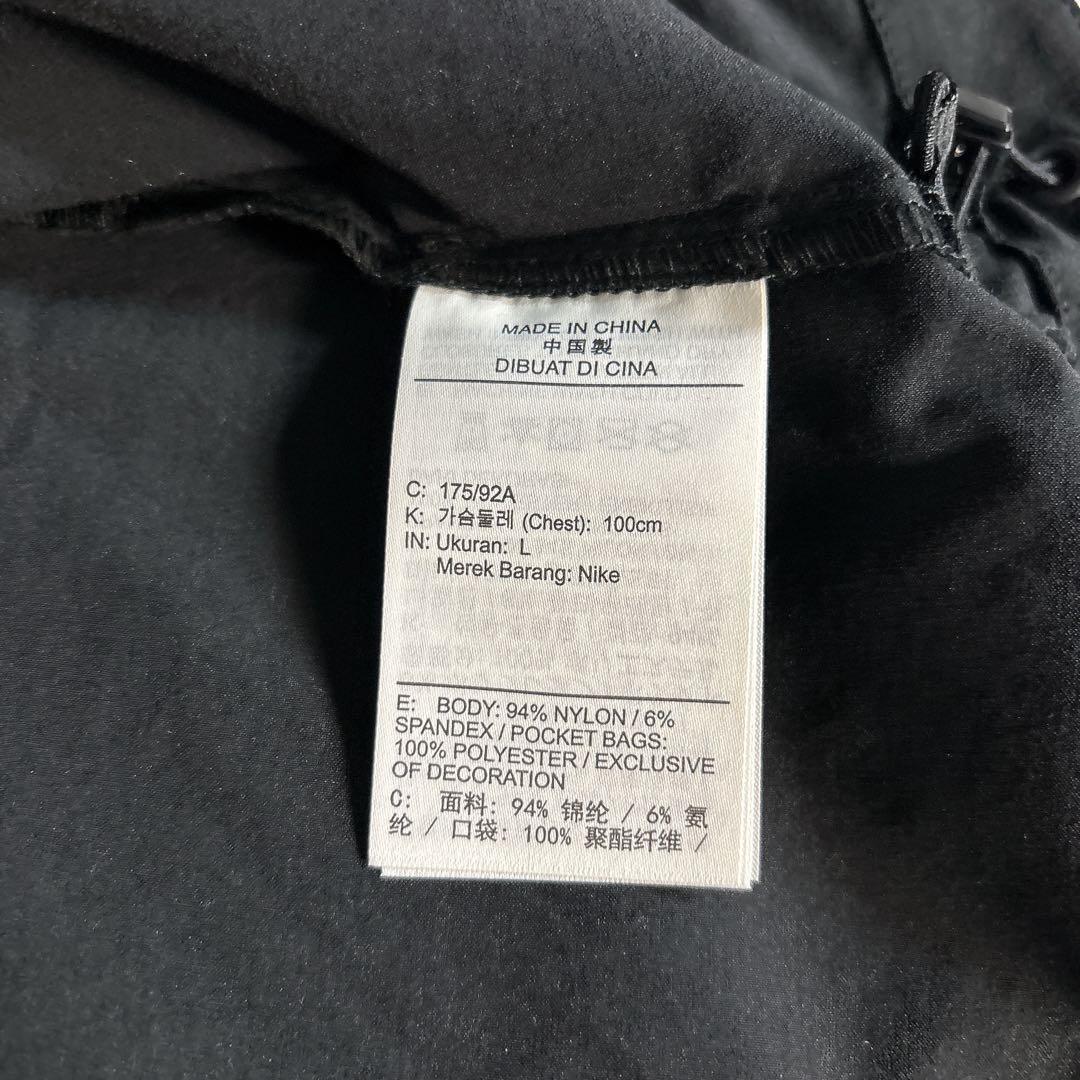 MADE IN CHINA
中国製
DIBUAT DI CINA
C: 175/92A
K: 가슴둘레 (Chest): 100cm
IN: Ukuran: L
Merek Barang: Nike
E: BODY: 94% NYLON / 6%
SPANDEX / POCKET BAGS:
100% POLYESTER / EXCLUSIVE
OF DECORATION
C: 面料: 94% 锦纶 / 6% 氨
纶 / 口袋: 100% 聚酯纤维 /